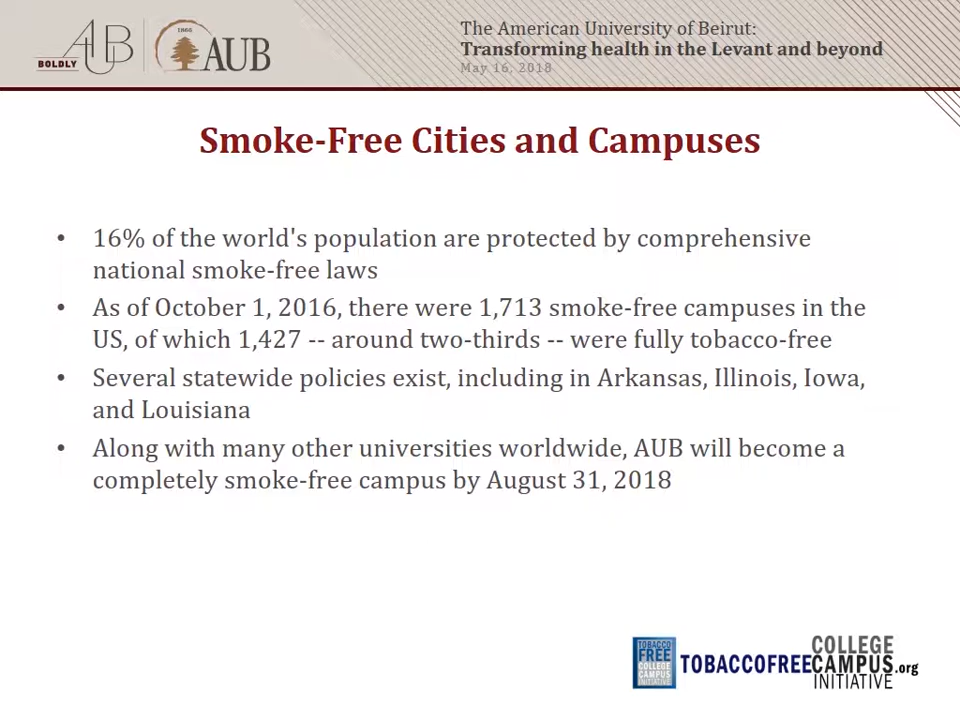 AUB
BOLDLY
1866
AUB
The American University of Beirut:
Transforming health in the Levant and beyond
May 16, 2018
Smoke-Free Cities and Campuses
• 16% of the world's population are protected by comprehensive
national smoke-free laws
• As of October 1, 2016, there were 1,713 smoke-free campuses in the
US, of which 1,427 -- around two-thirds -- were fully tobacco-free
• Several statewide policies exist, including in Arkansas, Illinois, Iowa,
and Louisiana
• Along with many other universities worldwide, AUB will become a
completely smoke-free campus by August 31, 2018
TOBACCO
FREE
COLLEGE
CAMPUS
INITIATIVE
TOBACCOFREE
COLLEGE
CAMPUS.org
INITIATIVE